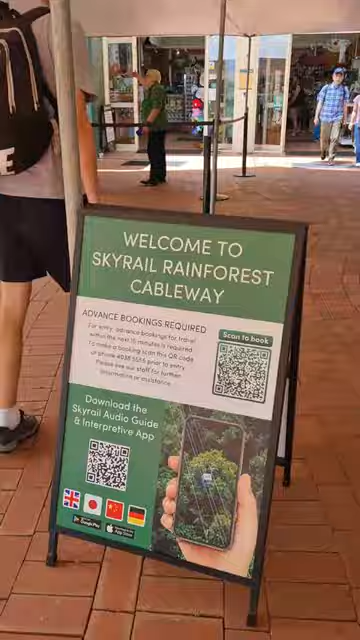 WELCOME TO
SKYRAIL RAINFOREST
CABLEWAY
ADVANCE BOOKINGS REQUIRED
For entry, advance bookings for travel
within the next 15 minutes is required.
To make a booking scan this QR code
or phone 4038 5555 prior to entry.
Please see our staff for further
information or assistance.
Scan to book
Download the
Skyrail Audio Guide
& Interpretive App
Google Play
App Store
E